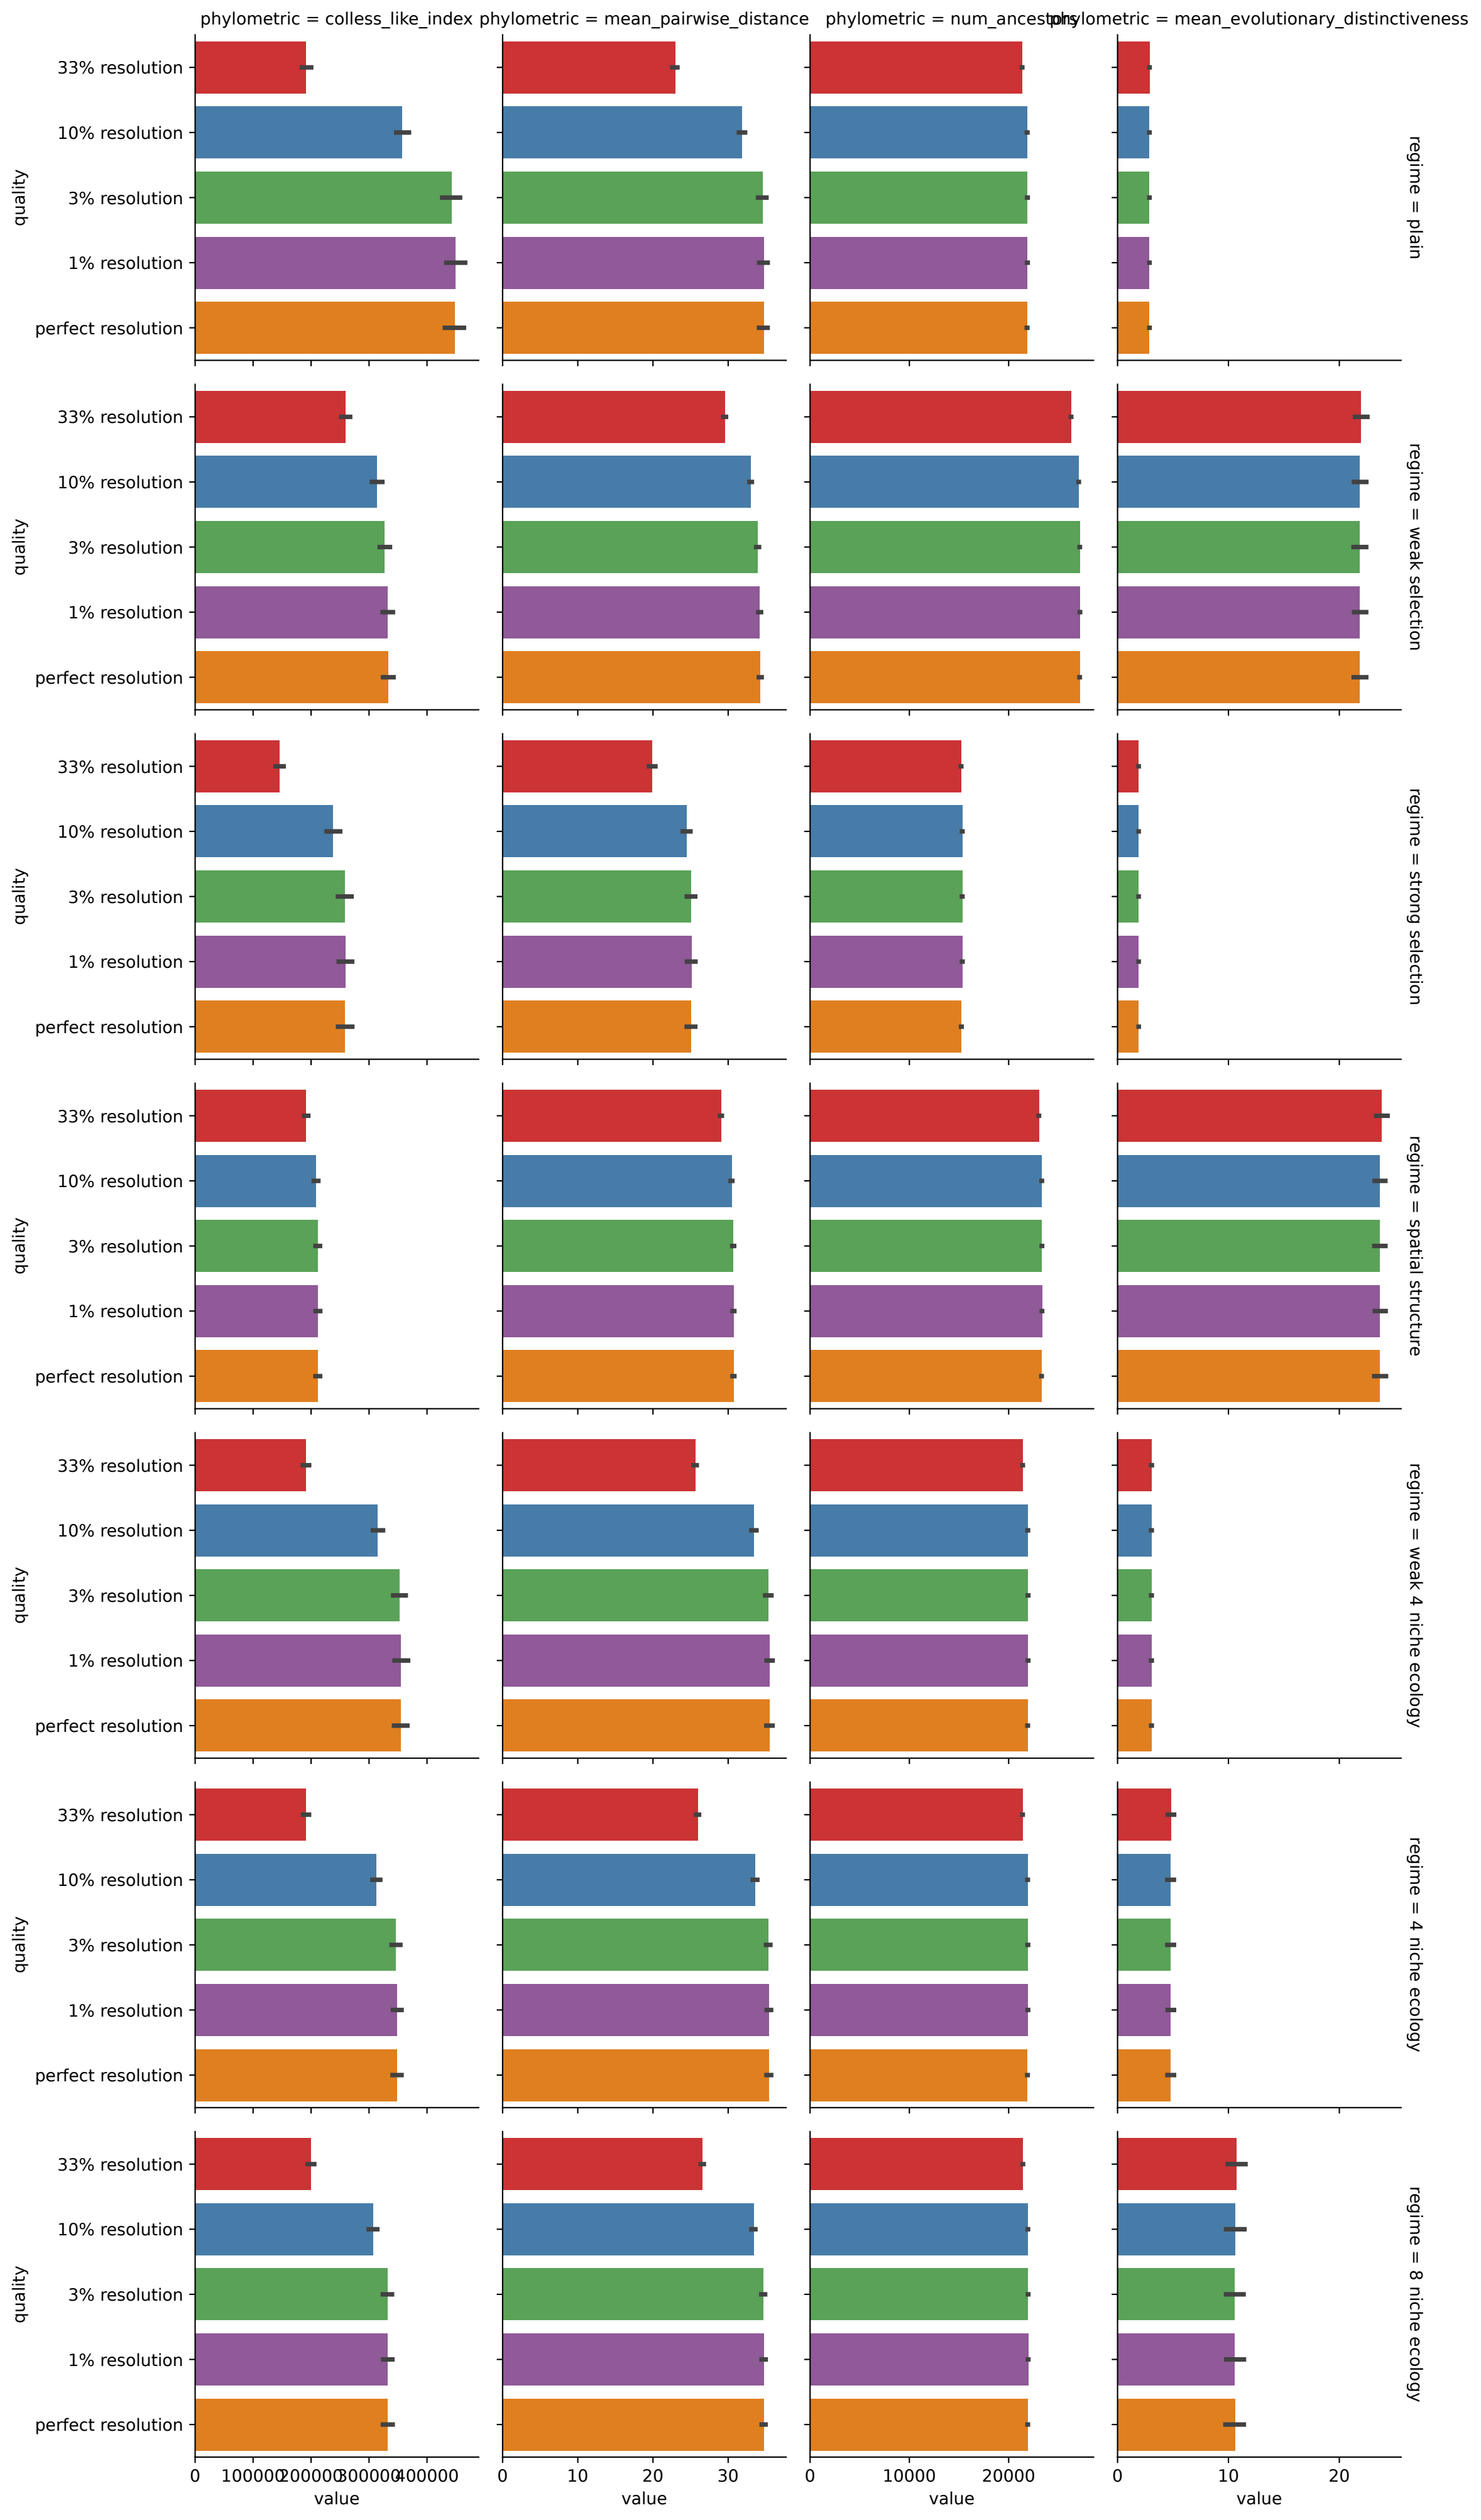 phylometric = colless_like_index
phylometric = mean_pairwise_distance
phylometric = num_ancestors
phylometric = mean_evolutionary_distinctiveness
33% resolution
10% resolution
3% resolution
1% resolution
perfect resolution
quality
regime = plain
33% resolution
10% resolution
3% resolution
1% resolution
perfect resolution
quality
regime = weak selection
33% resolution
10% resolution
3% resolution
1% resolution
perfect resolution
quality
regime = strong selection
33% resolution
10% resolution
3% resolution
1% resolution
perfect resolution
quality
regime = spatial structure
33% resolution
10% resolution
3% resolution
1% resolution
perfect resolution
quality
regime = weak 4 niche ecology
33% resolution
10% resolution
3% resolution
1% resolution
perfect resolution
quality
regime = 4 niche ecology
33% resolution
10% resolution
3% resolution
1% resolution
perfect resolution
quality
regime = 8 niche ecology
0 100000 200000 300000 400000
value
0 10 20 30
value
0 10000 20000
value
0 10 20
value